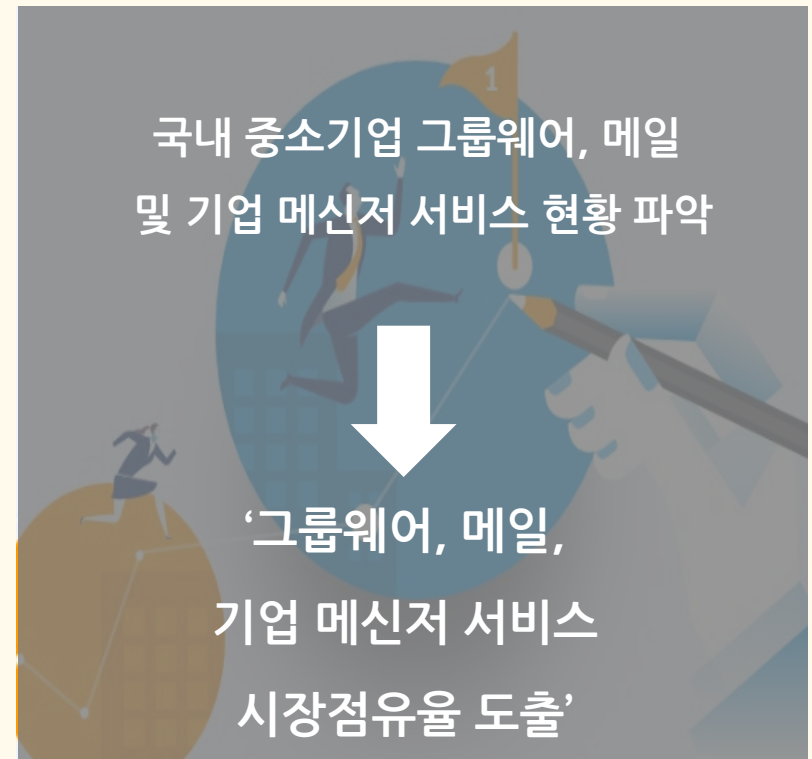 1
국내 중소기업 그룹웨어, 메일
및 기업 메신저 서비스 현황 파악
‘그룹웨어, 메일,
기업 메신저 서비스
시장점유율 도출’